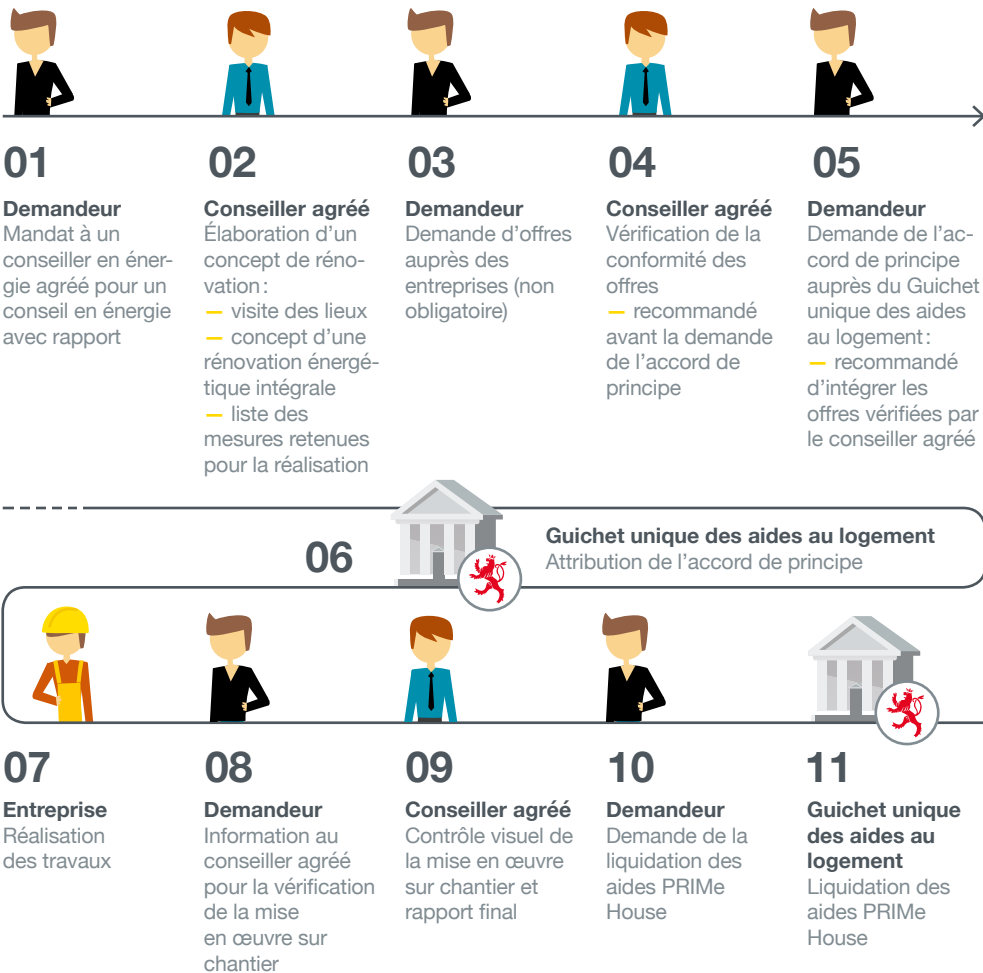 01
Demandeur
Mandat à un
conseiller en éner-
gie agréé pour un
conseil en énergie
avec rapport
02
Conseiller agréé
Élaboration d'un
concept de réno-
vation :
— visite des lieux
— concept d'une
rénovation énergé-
tique intégrale
— liste des
mesures retenues
pour la réalisation
03
Demandeur
Demande d'offres
auprès des
entreprises (non
obligatoire)
04
Conseiller agréé
Vérification de la
conformité des
offres
— recommandé
avant la demande
de l'accord de
principe
05
Demandeur
Demande de l'ac-
cord de principe
auprès du Guichet
unique des aides
au logement :
— recommandé
d'intégrer les
offres vérifiées par
le conseiller agréé
06
Guichet unique des aides au logement
Attribution de l'accord de principe
07
Entreprise
Réalisation
des travaux
08
Demandeur
Information au
conseiller agréé
pour la vérification
de la mise
en œuvre sur
chantier
09
Conseiller agréé
Contrôle visuel de
la mise en œuvre
sur chantier et
rapport final
10
Demandeur
Demande de la
liquidation des
aides PRIMe
House
11
Guichet unique
des aides au
logement
Liquidation des
aides PRIMe
House